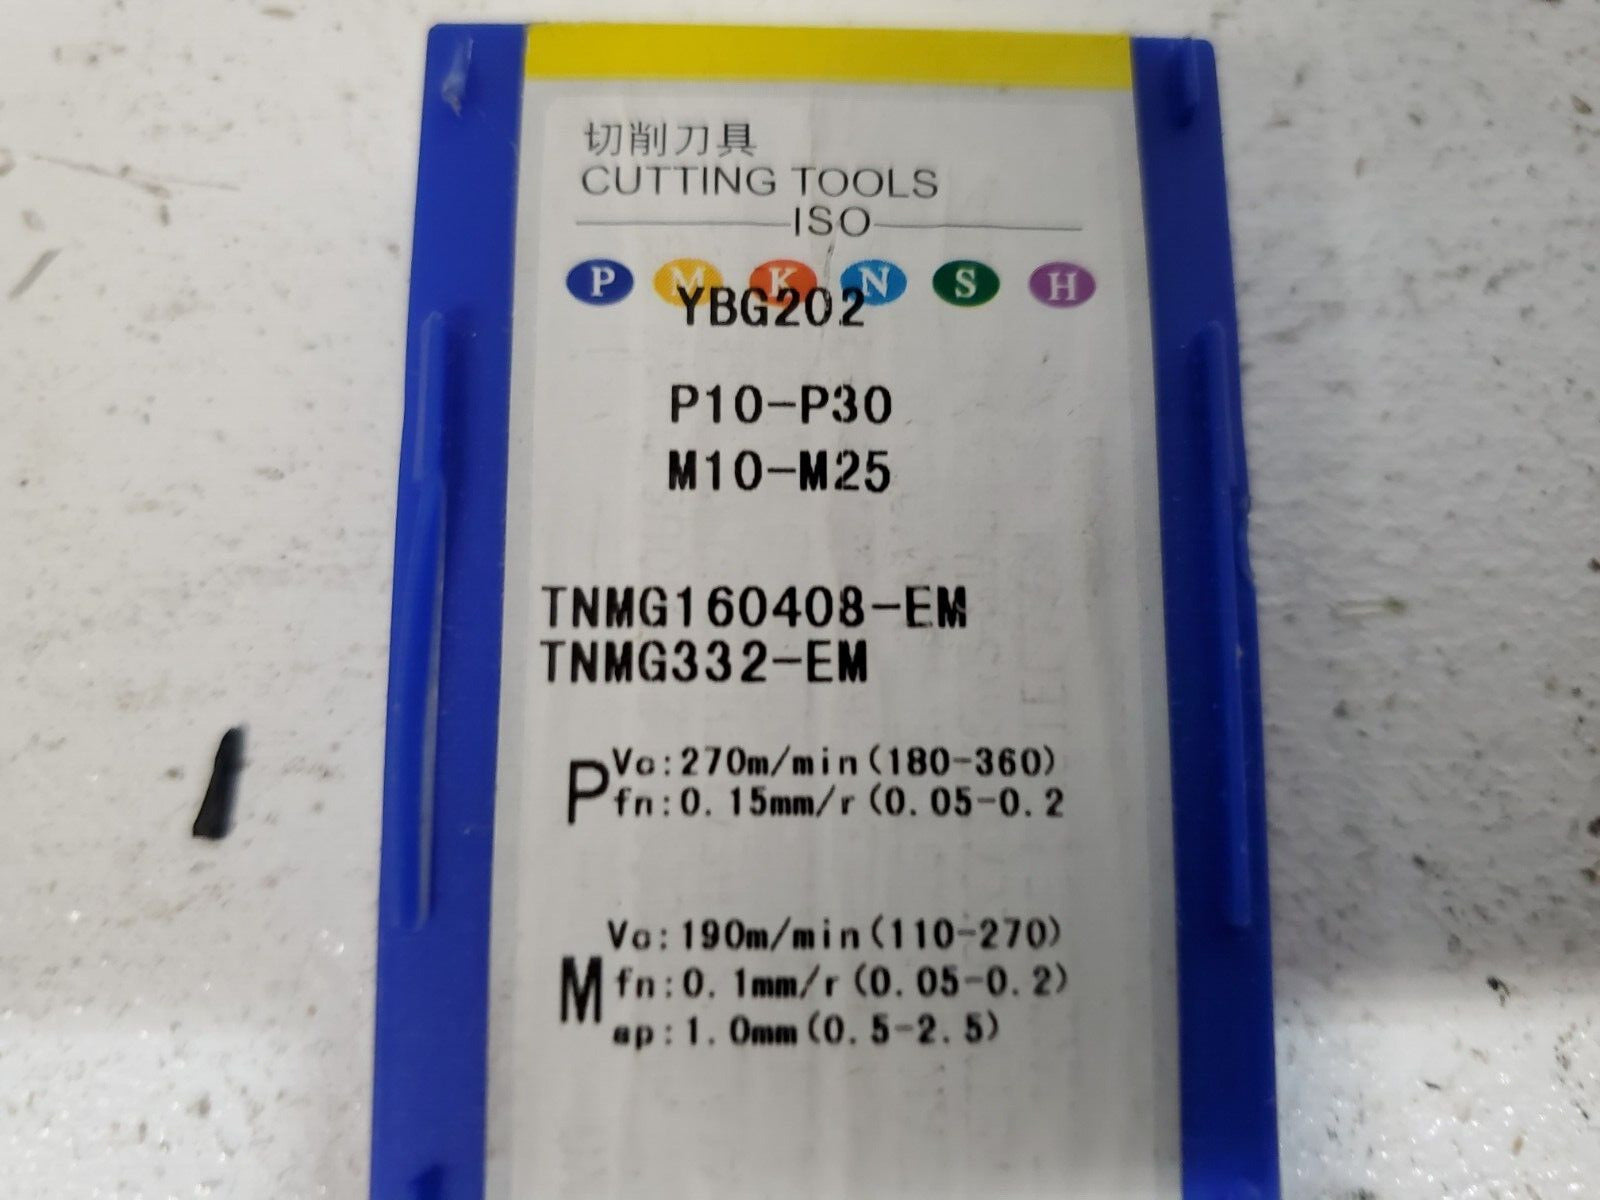 切削刀具
CUTTING TOOLS
ISO
P M K N S H
YBG202
P10-P30
M10-M25
TNMG160408-EM
TNMG332-EM
P
Vc:270m/min(180-360)
fn:0.15mm/r(0.05-0.2
M
Vc:190m/min(110-270)
fn:0.1mm/r(0.05-0.2)
ap:1.0mm(0.5-2.5)